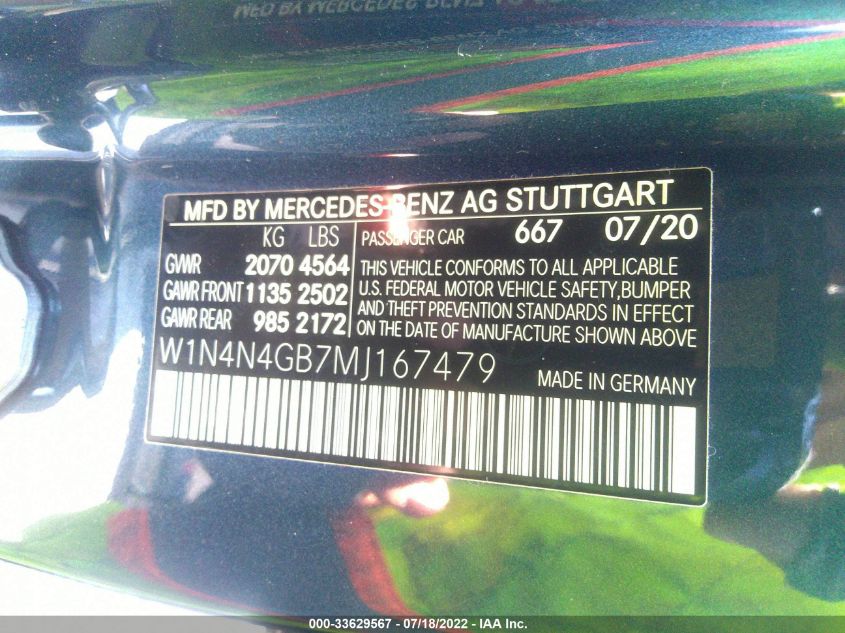 MFD BY MERCEDES-BENZ AG STUTTGART
KG LBS
GVWR 2070 4564
GAWR FRONT 1135 2502
GAWR REAR 985 2172
PASSENGER CAR 667 07/20
THIS VEHICLE CONFORMS TO ALL APPLICABLE
U.S. FEDERAL MOTOR VEHICLE SAFETY,BUMPER
AND THEFT PREVENTION STANDARDS IN EFFECT
ON THE DATE OF MANUFACTURE SHOWN ABOVE
W1N4N4GB7MJ167479
MADE IN GERMANY
000-33629567 - 07/18/2022 - IAA Inc.